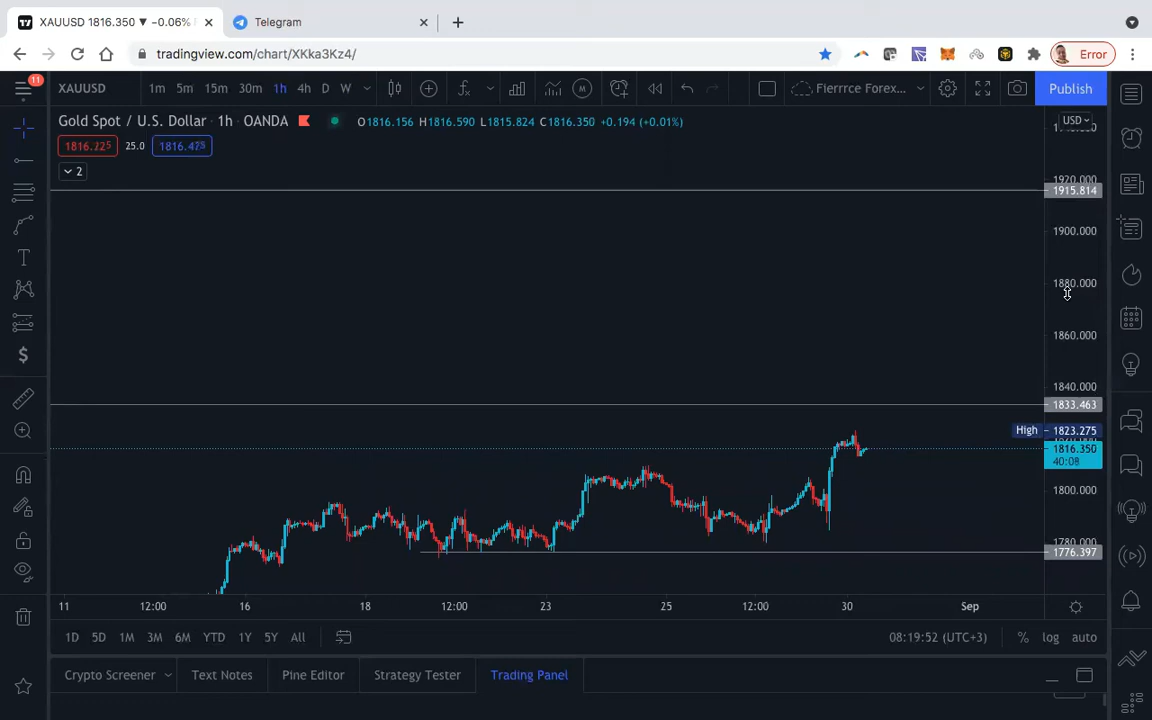 XAUUSD 1816.350 ▼ −0.06%
Telegram
tradingview.com/chart/XKka3Kz4/
Error
11
XAUUSD
1m 5m 15m 30m 1h 4h D W
Flerrrce Forex...
Publish
Gold Spot / U.S. Dollar · 1h · OANDA
O1816.156 H1816.590 L1815.824 C1816.350 +0.194 (+0.01%)
USD
1816.225 25.0 1816.475
2
1920.000
1915.814
1900.000
1880.000
1860.000
1840.000
1833.463
High 1823.275
1816.350
40:08
1800.000
1780.000
1776.397
11 12:00 16 18 12:00 23 25 12:00 30 Sep
1D 5D 1M 3M 6M YTD 1Y 5Y All
08:19:52 (UTC+3) % log auto
Crypto Screener Text Notes Pine Editor Strategy Tester Trading Panel